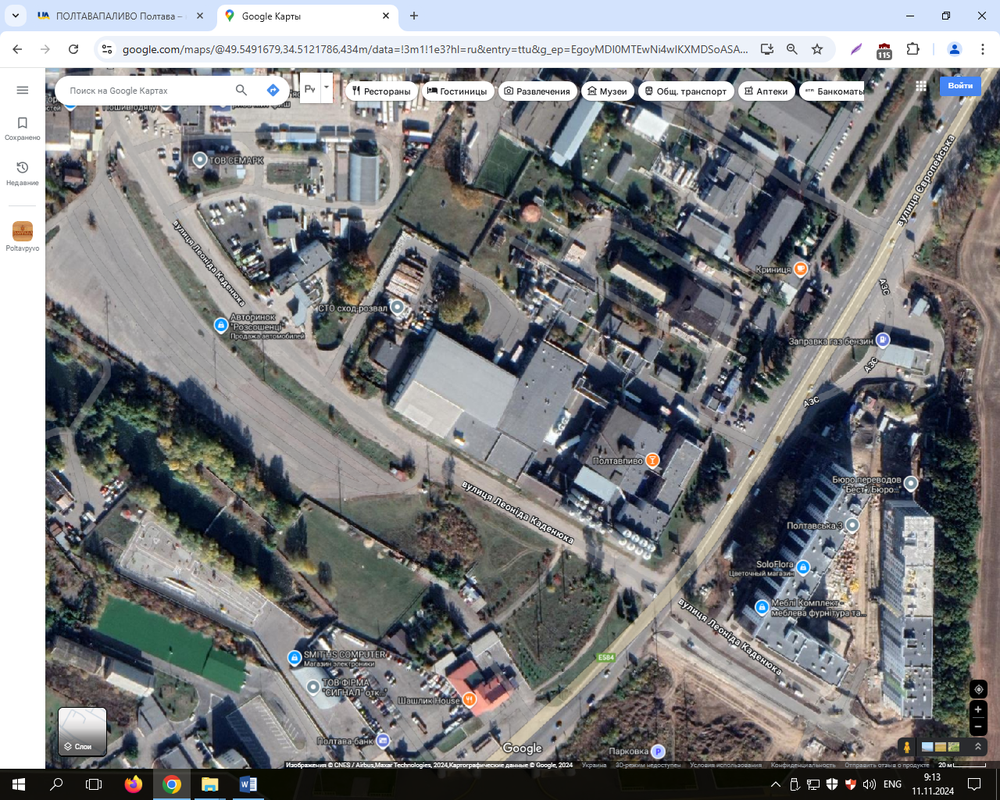 ПОЛТАВАПАЛИВО Полтава –
Google Карты
google.com/maps/@49.5491679,34.5121786,434m/data=!3m1!1e3?hl=ru&entry=ttu&g_ep=EgoyMDI0MTEwNi4wIKXMDSoASA...
115
Поиск на Google Картах
Рестораны
Гостиницы
Развлечения
Музеи
Общ. транспорт
Аптеки
Банкоматы
Войти
Сохранено
Недавние
Poltavpyvo
ТОВ СЕМАРК
вулиця Європейська
вулиця Леоніда Каденюка
Криниця
АЗС
СТО сход,розвал
Авторинок
"Розсошенці"
Продажа автомобилей
Заправка газ бензин
АЗС
АЗС
Полтавпиво
Бюро переводов
"Бест", Бюро...
вулиця Леоніда Каденюка
Полтавська 3
SoloFlora
Цветочный магазин
Меблі Комплект -
меблева фурнітура та...
вулиця Леоніда Каденюка
E584
SMITHS COMPUTER
Магазин электроники
ТОВ ФІРМА
"СИГНАЛ" отк...
Шашлик House
Полтава-банк
Парковка
Слои
Google
Изображения © CNES / Airbus,Maxar Technologies, 2024,Картографические данные © Google, 2024
Украина
3D-режим недоступен
Условия использования
Конфиденциальность
Отправить отзыв о продукте
20 м
ENG
9:13
11.11.2024